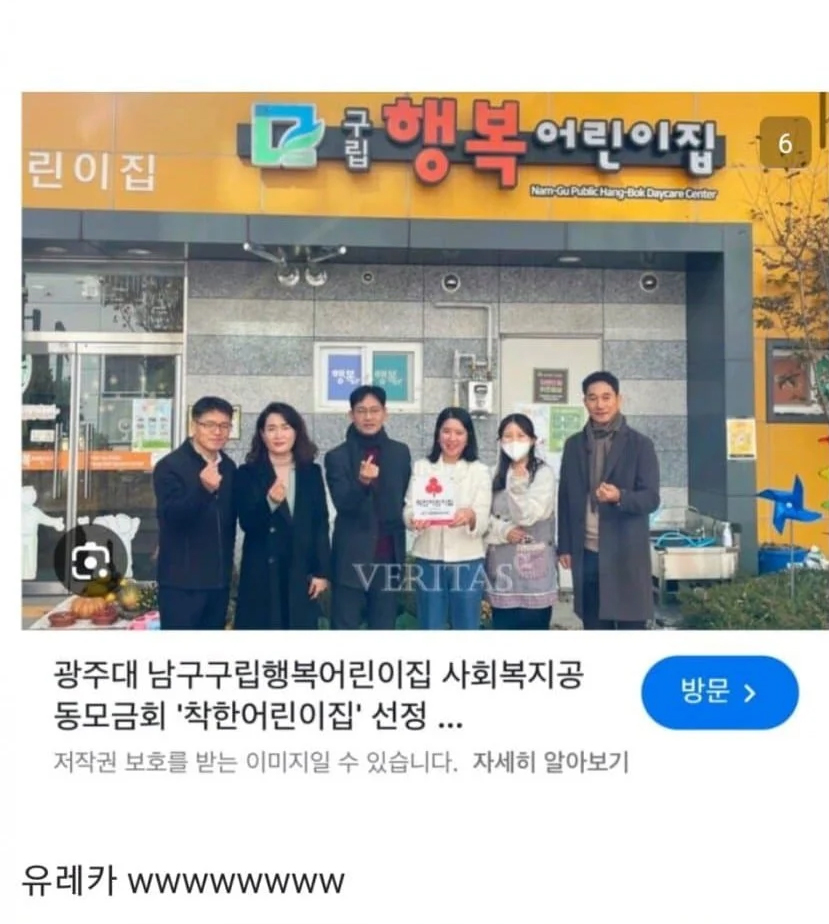 린이집
구립 행복어린이집
Nam-Gu Public Hang-Bok Daycare Center
6
행복
행복
착한어린이집
VERITAS
광주대 남구구립행복어린이집 사회복지공
동모금회 '착한어린이집' 선정 ...
방문 >
저작권 보호를 받는 이미지일 수 있습니다. 자세히 알아보기
유레카 wwwwwwwww